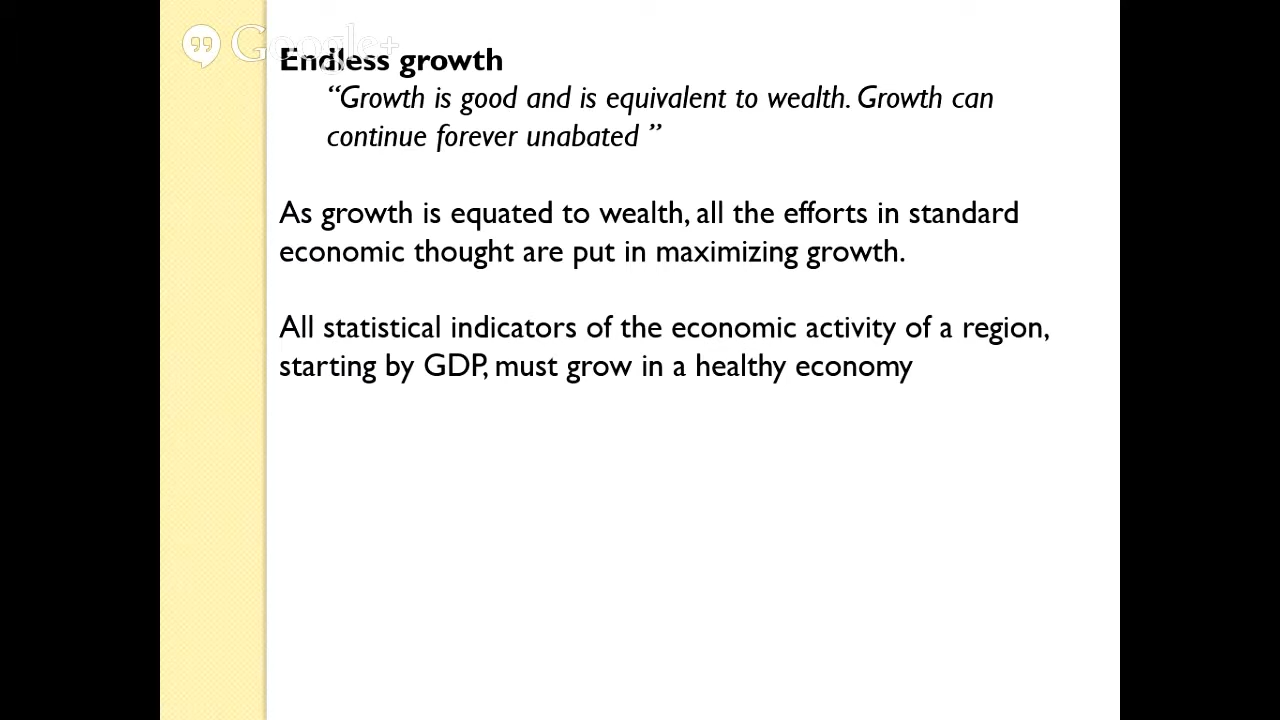 Google+
Endless growth
“Growth is good and is equivalent to wealth. Growth can
continue forever unabated ”
As growth is equated to wealth, all the efforts in standard
economic thought are put in maximizing growth.
All statistical indicators of the economic activity of a region,
starting by GDP, must grow in a healthy economy